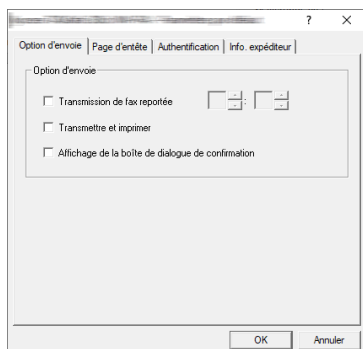 ?
Option d'envoie Page d'entête Authentification Info. expéditeur
Option d'envoie
Transmission de fax reportée :
Transmettre et imprimer
Affichage de la boîte de dialogue de confirmation
OK Annuler